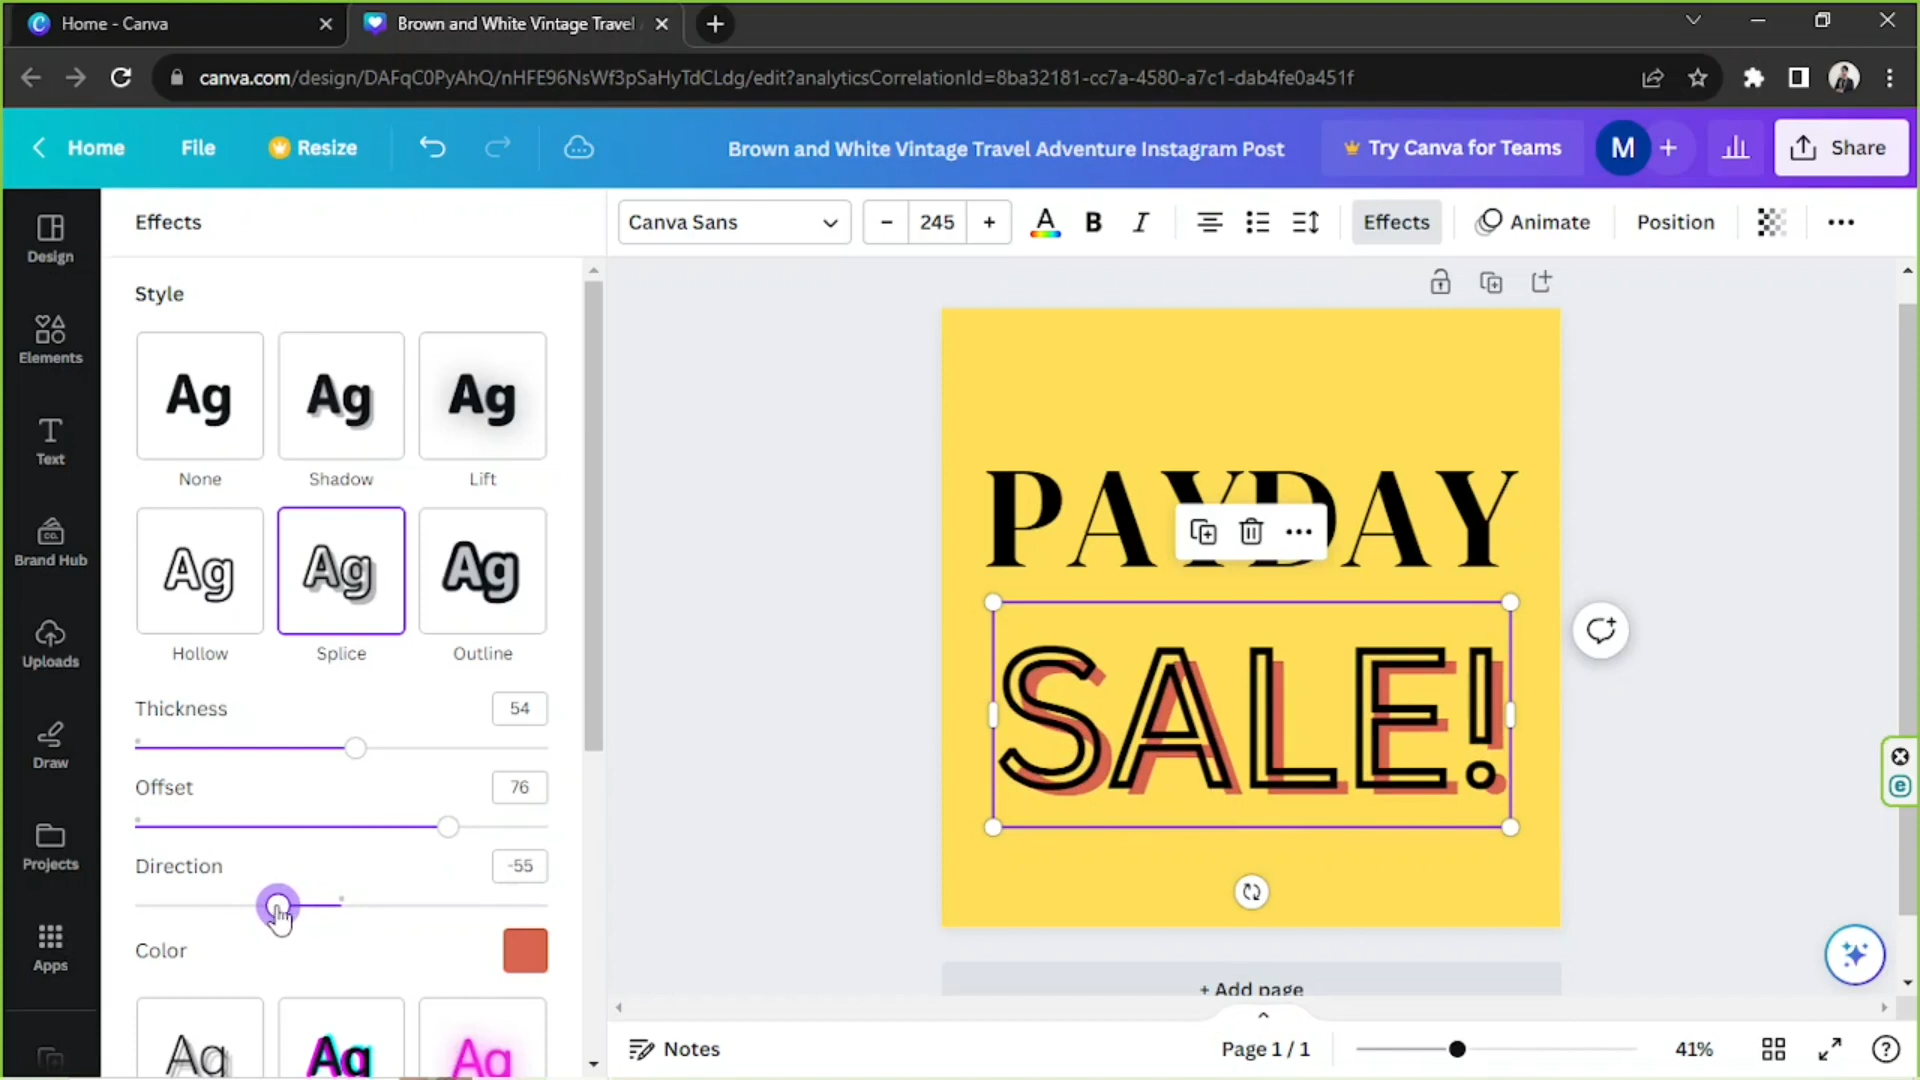 Home - Canva
Brown and White Vintage Travel
canva.com/design/DAFqC0PyAhQ/nHFE96NsWf3pSaHyTdCLdg/edit?analyticsCorrelationId=8ba32181-cc7a-4580-a7c1-dab4fe0a451f
Home File Resize Brown and White Vintage Travel Adventure Instagram Post Try Canva for Teams M + Share
Design
Elements
Text
CO.
Brand Hub
Uploads
Draw
Projects
Apps
Effects
Style
Ag Ag Ag
None Shadow Lift
Ag Ag Ag
Hollow Splice Outline
Thickness 54
Offset 76
Direction -55
Color
Ag Ag Ag
Canva Sans - 245 + A B I Effects Animate Position
PAYDAY
SALE!
+ Add page
Notes Page 1 / 1 41%